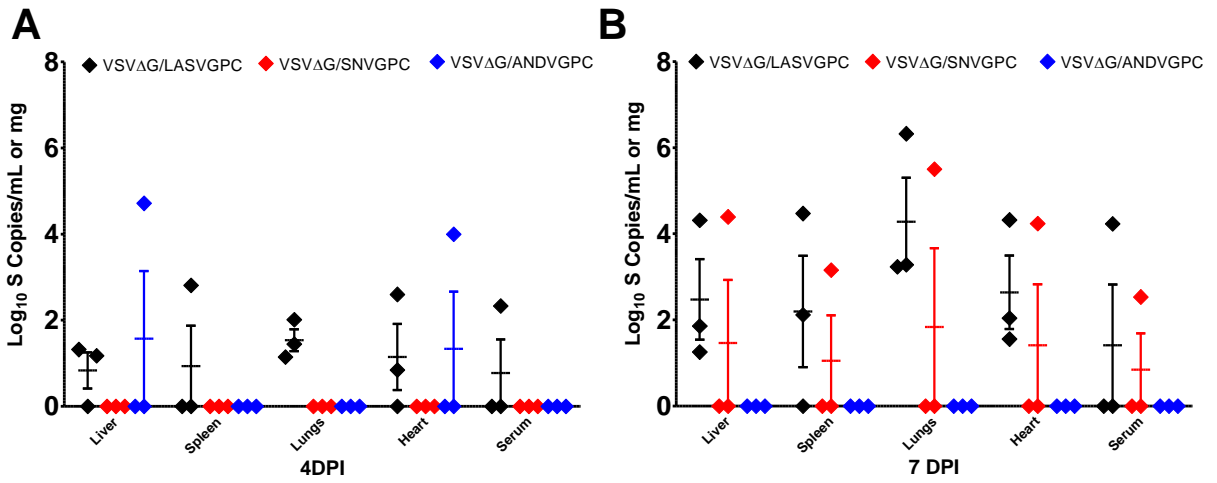 A
Log10 S Copies/mL or mg
8
6
4
2
0
VSVΔG/LASVGPC VSVΔG/SNVGPC VSVΔG/ANDVGPC
Liver Spleen Lungs Heart Serum
4DPI
B
Log10 S Copies/mL or mg
8
6
4
2
0
VSVΔG/LASVGPC VSVΔG/SNVGPC VSVΔG/ANDVGPC
Liver Spleen Lungs Heart Serum
7 DPI